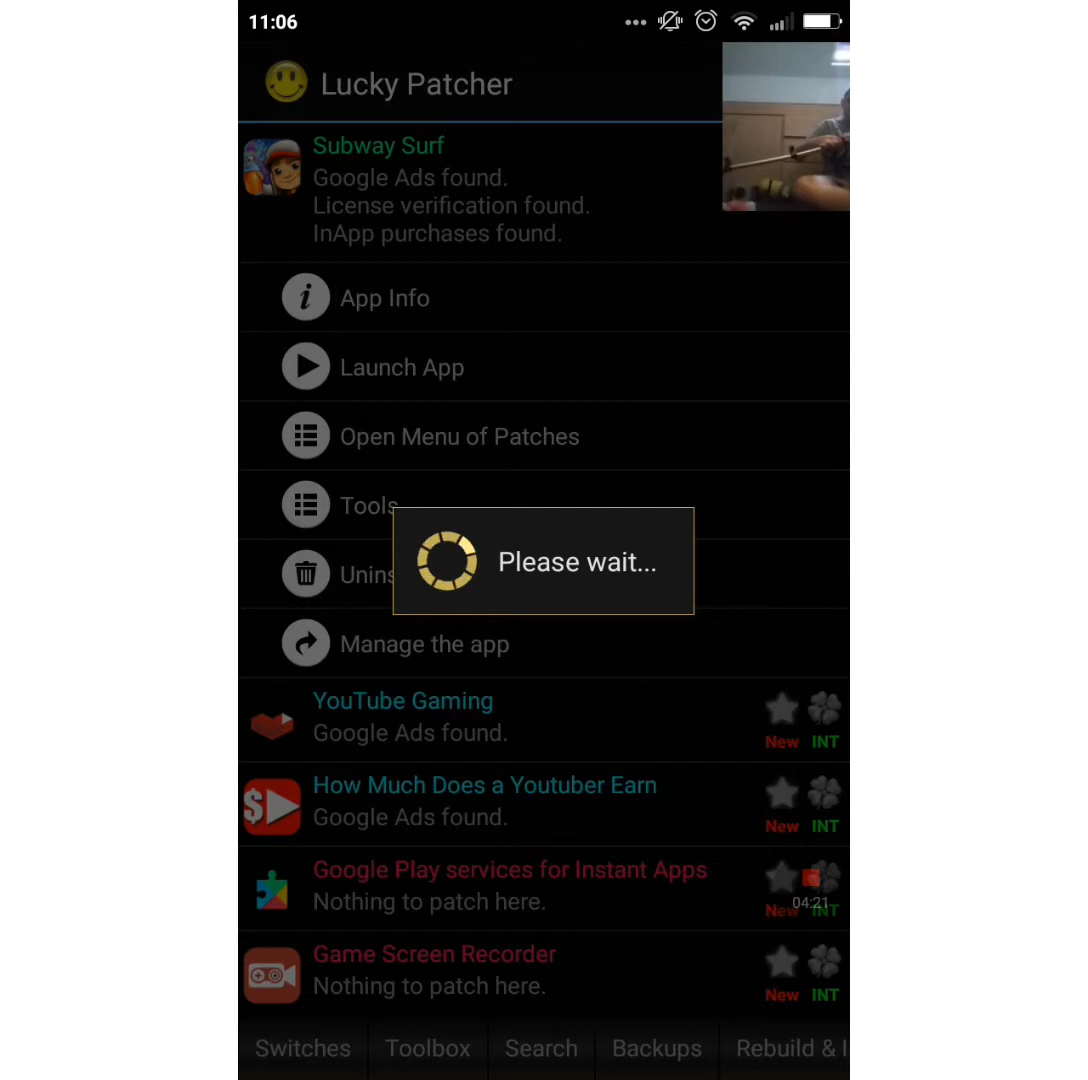 11:06
Lucky Patcher
Subway Surf
Google Ads found.
License verification found.
InApp purchases found.
App Info
Launch App
Open Menu of Patches
Tools
Unins
Please wait...
Manage the app
YouTube Gaming
Google Ads found.
New INT
How Much Does a Youtuber Earn
Google Ads found.
New INT
Google Play services for Instant Apps
Nothing to patch here.
04:21
New INT
Game Screen Recorder
Nothing to patch here.
New INT
Switches Toolbox Search Backups Rebuild & I